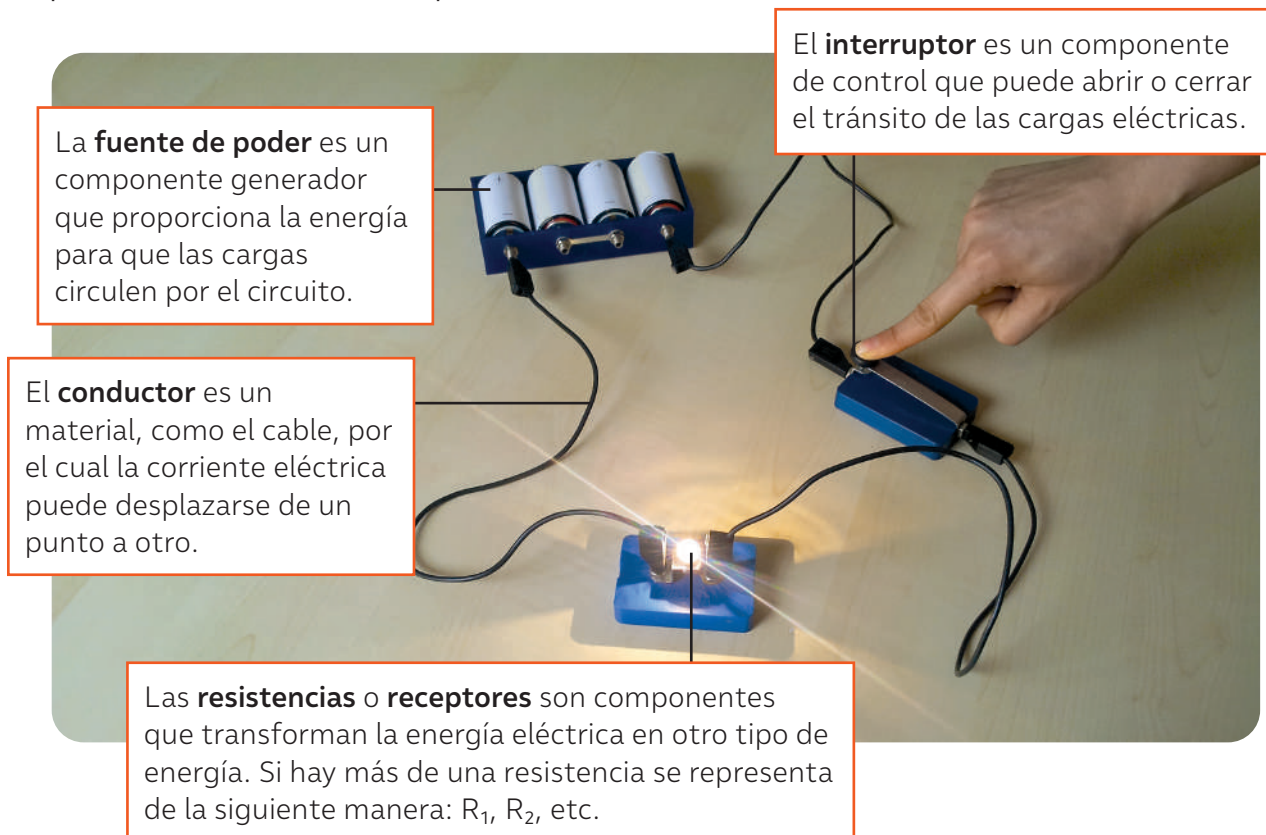 El interruptor es un componente
de control que puede abrir o cerrar
el tránsito de las cargas eléctricas.
La fuente de poder es un
componente generador
que proporciona la energía
para que las cargas
circulen por el circuito.
El conductor es un
material, como el cable, por
el cual la corriente eléctrica
puede desplazarse de un
punto a otro.
Las resistencias o receptores son componentes
que transforman la energía eléctrica en otro tipo de
energía. Si hay más de una resistencia se representa
de la siguiente manera: R₁, R₂, etc.